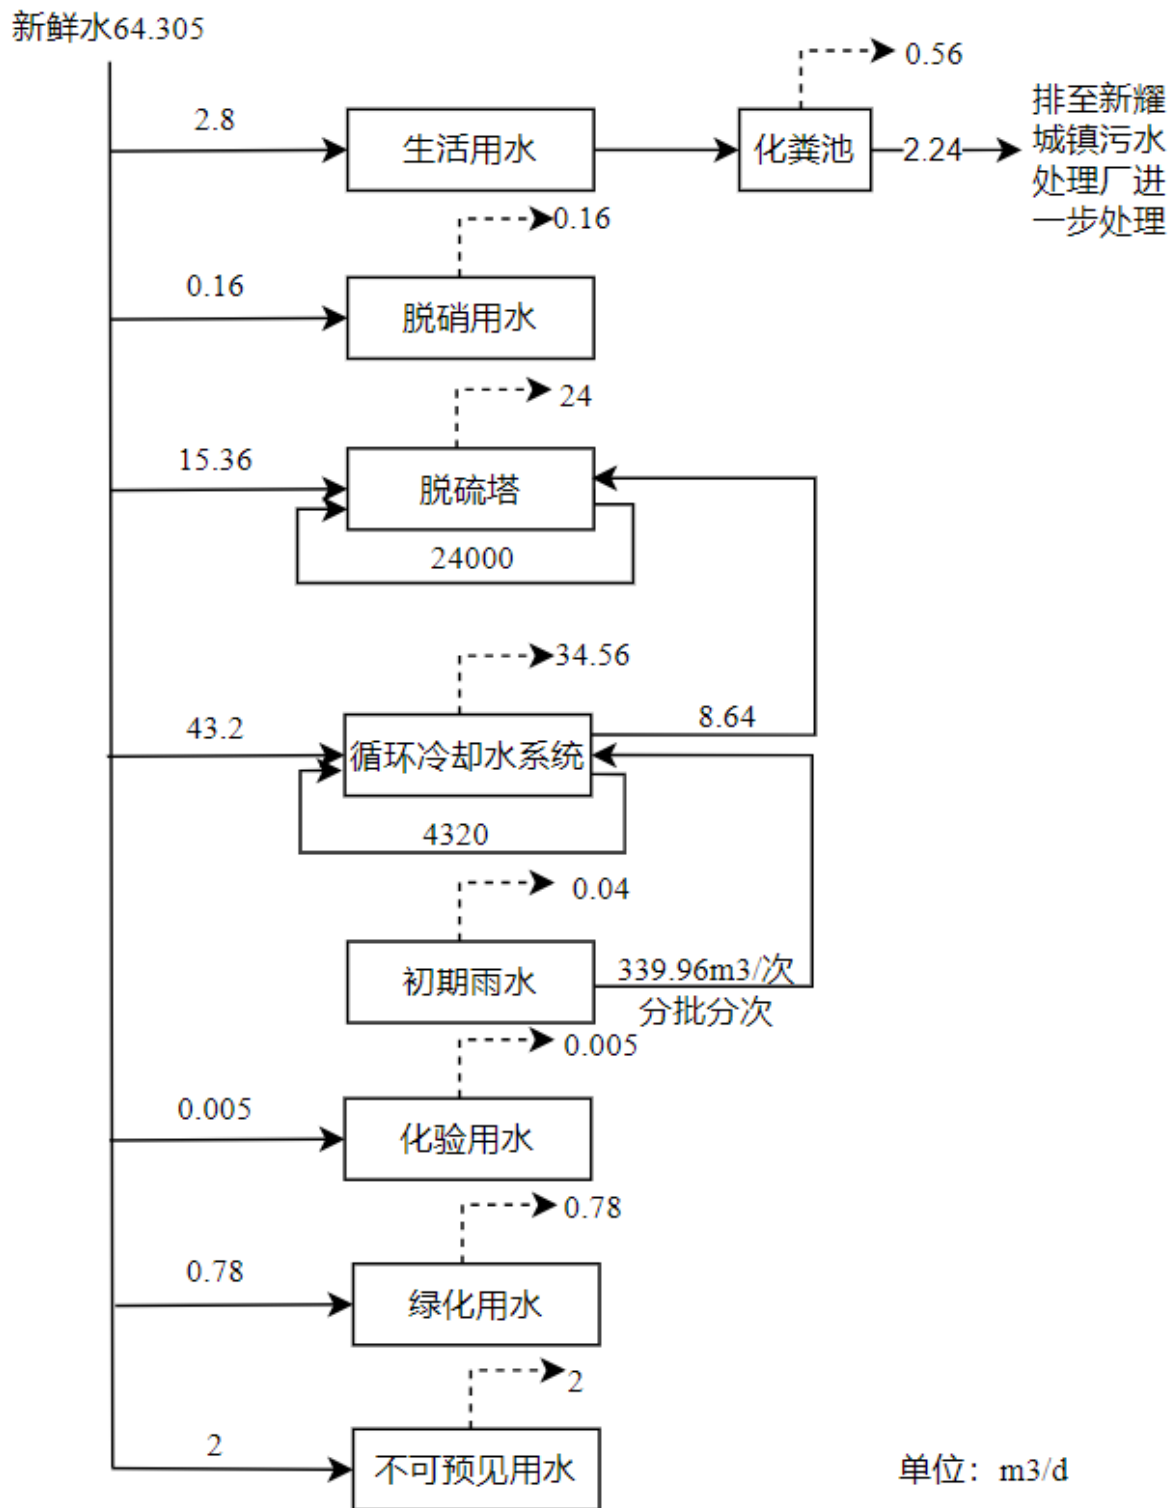 新鲜水64.305
0.56
2.8
生活用水
化粪池
2.24
排至新耀
城镇污水
处理厂进
一步处理
0.16
0.16
脱硝用水
24
15.36
脱硫塔
24000
34.56
43.2
循环冷却水系统
8.64
4320
0.04
初期雨水
339.96m3/次
分批分次
0.005
0.005
化验用水
0.78
0.78
绿化用水
2
2
不可预见用水
单位：m3/d